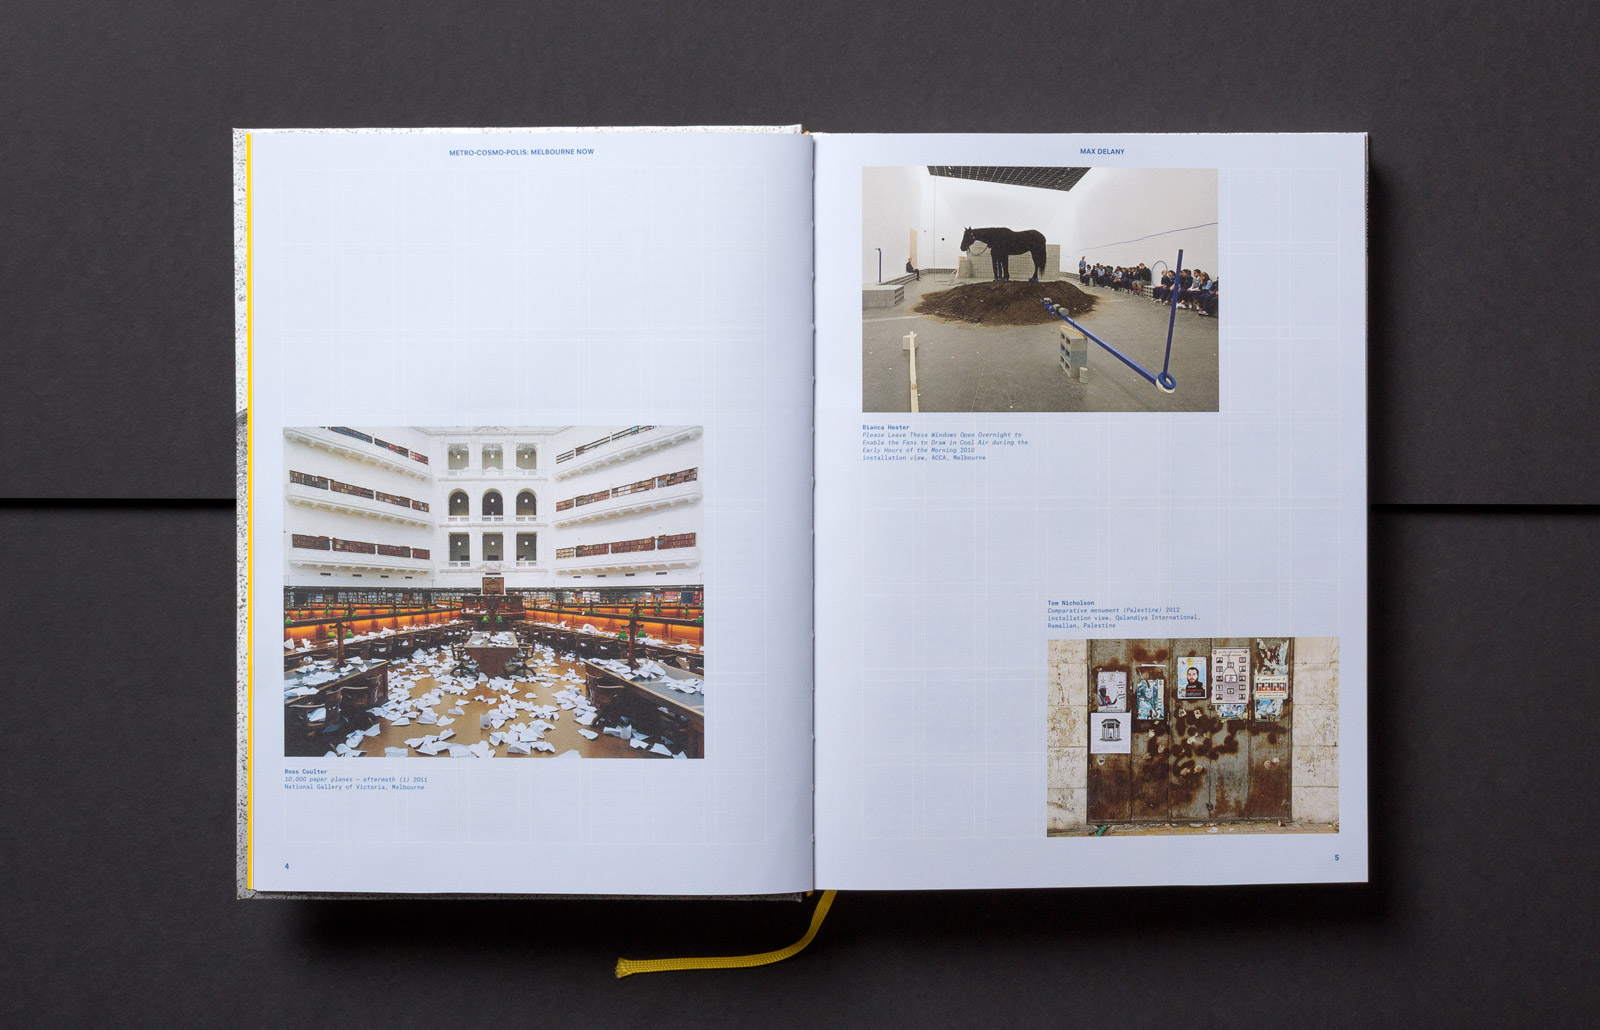 METRO-COSMO-POLIS: MELBOURNE NOW
Ross Coulter
10,000 paper planes – aftermath (1) 2011
National Gallery of Victoria, Melbourne
4
MAX DELANY
Bianca Hester
Please Leave These Windows Open Overnight to
Enable the Fans to Draw in Cool Air during the
Early Hours of the Morning 2010
installation view, ACCA, Melbourne
Tom Nicholson
Comparative monument (Palestine) 2012
installation view, Qalandiya International,
Ramallah, Palestine
5